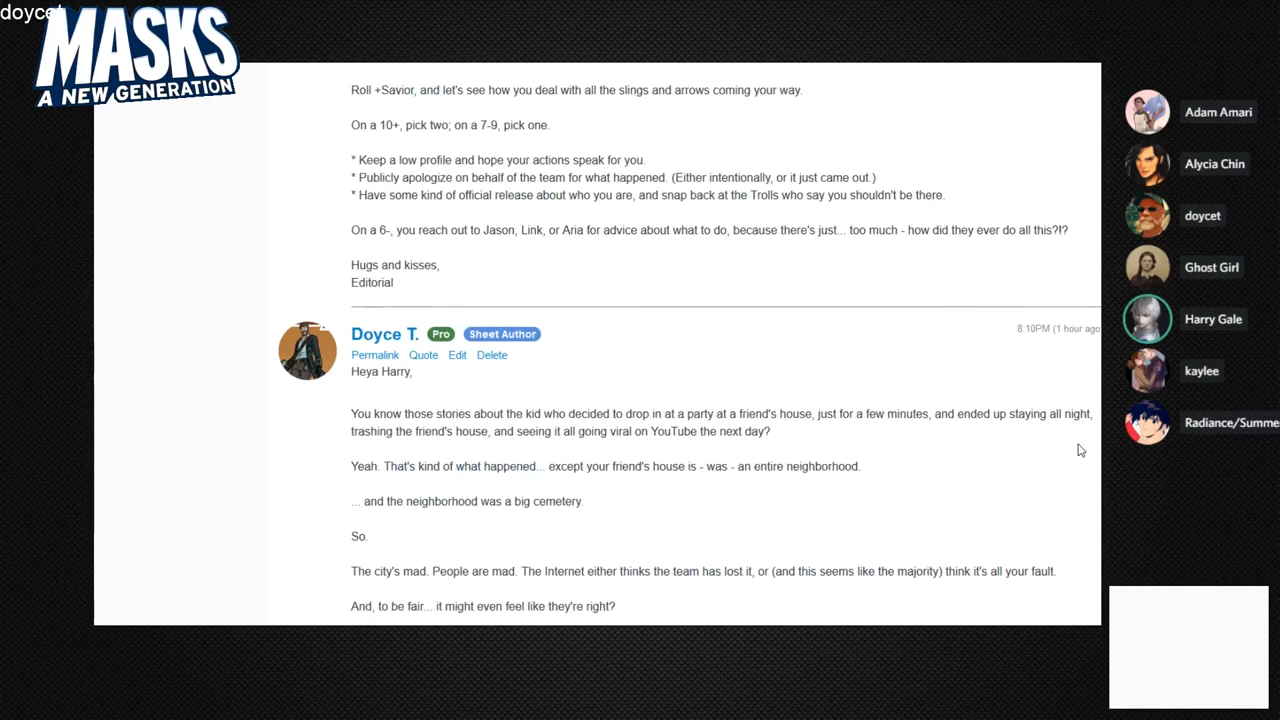 doycet
MASKS
A NEW GENERATION
Roll +Savior, and let's see how you deal with all the slings and arrows coming your way.
On a 10+, pick two; on a 7-9, pick one.
* Keep a low profile and hope your actions speak for you.
* Publicly apologize on behalf of the team for what happened. (Either intentionally, or it just came out.)
* Have some kind of official release about who you are, and snap back at the Trolls who say you shouldn't be there.
On a 6-, you reach out to Jason, Link, or Aria for advice about what to do, because there's just... too much - how did they ever do all this?!?
Hugs and kisses,
Editorial
Doyce T. Pro Sheet Author
8:10PM (1 hour ago
Permalink Quote Edit Delete
Heya Harry,
You know those stories about the kid who decided to drop in at a party at a friend's house, just for a few minutes, and ended up staying all night,
trashing the friend's house, and seeing it all going viral on YouTube the next day?
Yeah. That's kind of what happened... except your friend's house is - was - an entire neighborhood.
... and the neighborhood was a big cemetery.
So.
The city's mad. People are mad. The Internet either thinks the team has lost it, or (and this seems like the majority) think it's all your fault.
And, to be fair... it might even feel like they're right?
Adam Amari
Alycia Chin
doycet
Ghost Girl
Harry Gale
kaylee
Radiance/Summe